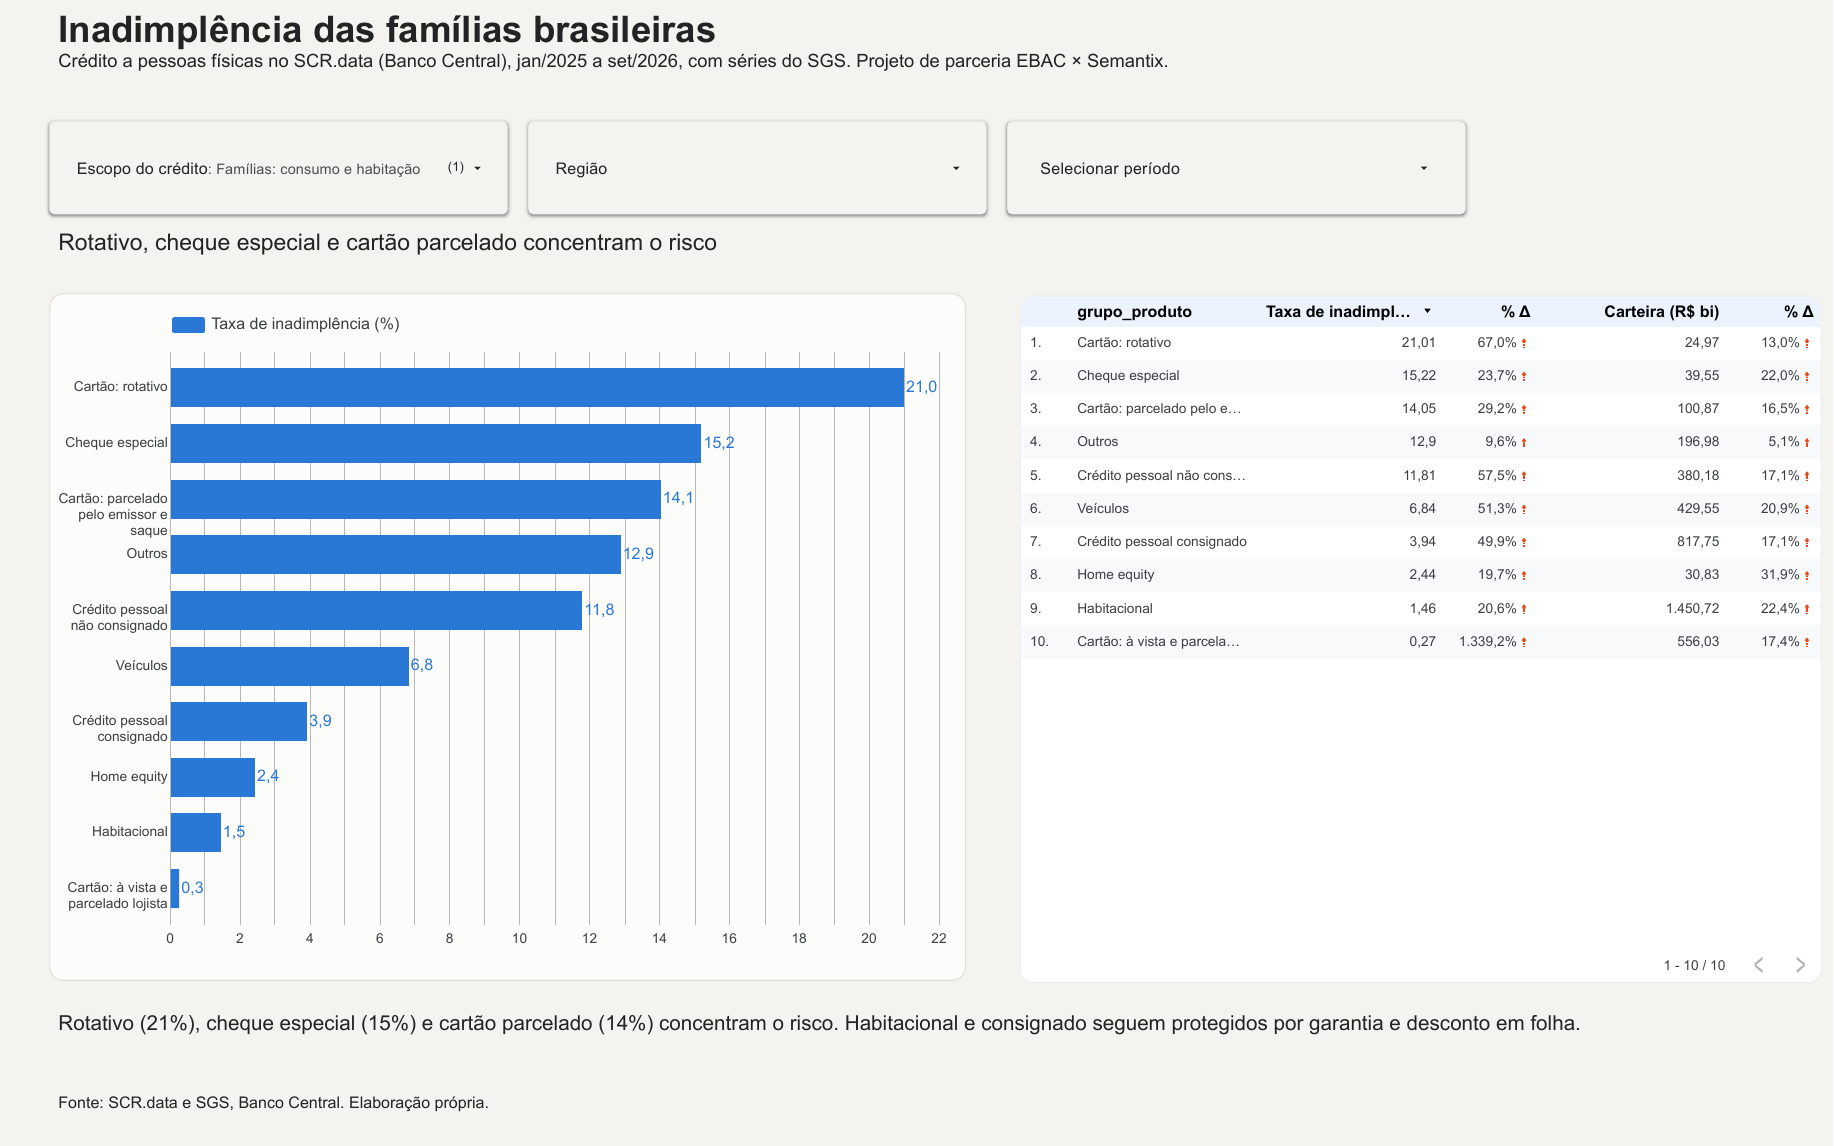 Inadimplência das famílias brasileiras
Crédito a pessoas físicas no SCR.data (Banco Central), jan/2025 a set/2026, com séries do SGS. Projeto de parceria EBAC × Semantix.
Escopo do crédito: Famílias: consumo e habitação (1)
Região
Selecionar período
Rotativo, cheque especial e cartão parcelado concentram o risco
Taxa de inadimplência (%)
Cartão: rotativo 21,0
Cheque especial 15,2
Cartão: parcelado
pelo emissor e
saque
14,1
Outros 12,9
Crédito pessoal
não consignado
11,8
Veículos 6,8
Crédito pessoal
consignado
3,9
Home equity 2,4
Habitacional 1,5
Cartão: à vista e
parcelado lojista
0,3
0 2 4 6 8 10 12 14 16 18 20 22
grupo_produto Taxa de inadimpl… % Δ Carteira (R$ bi) % Δ
1. Cartão: rotativo 21,01 67,0% 24,97 13,0%
2. Cheque especial 15,22 23,7% 39,55 22,0%
3. Cartão: parcelado pelo e… 14,05 29,2% 100,87 16,5%
4. Outros 12,9 9,6% 196,98 5,1%
5. Crédito pessoal não cons… 11,81 57,5% 380,18 17,1%
6. Veículos 6,84 51,3% 429,55 20,9%
7. Crédito pessoal consignado 3,94 49,9% 817,75 17,1%
8. Home equity 2,44 19,7% 30,83 31,9%
9. Habitacional 1,46 20,6% 1.450,72 22,4%
10. Cartão: à vista e parcela… 0,27 1.339,2% 556,03 17,4%
1 - 10 / 10
Rotativo (21%), cheque especial (15%) e cartão parcelado (14%) concentram o risco. Habitacional e consignado seguem protegidos por garantia e desconto em folha.
Fonte: SCR.data e SGS, Banco Central. Elaboração própria.